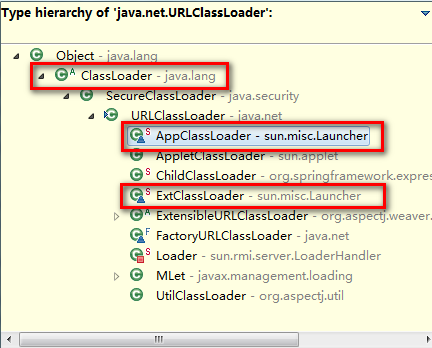 Type hierarchy of 'java.net.URLClassLoader':
Object - java.lang
ClassLoader - java.lang
SecureClassLoader - java.security
URLClassLoader - java.net
AppClassLoader - sun.misc.Launcher
AppletClassLoader - sun.applet
ChildClassLoader - org.springframework.expre
ExtClassLoader - sun.misc.Launcher
ExtensibleURLClassLoader - org.aspectj.weaver.
FactoryURLClassLoader - java.net
Loader - sun.rmi.server.LoaderHandler
MLet - javax.management.loading
UtilClassLoader - org.aspectj.util